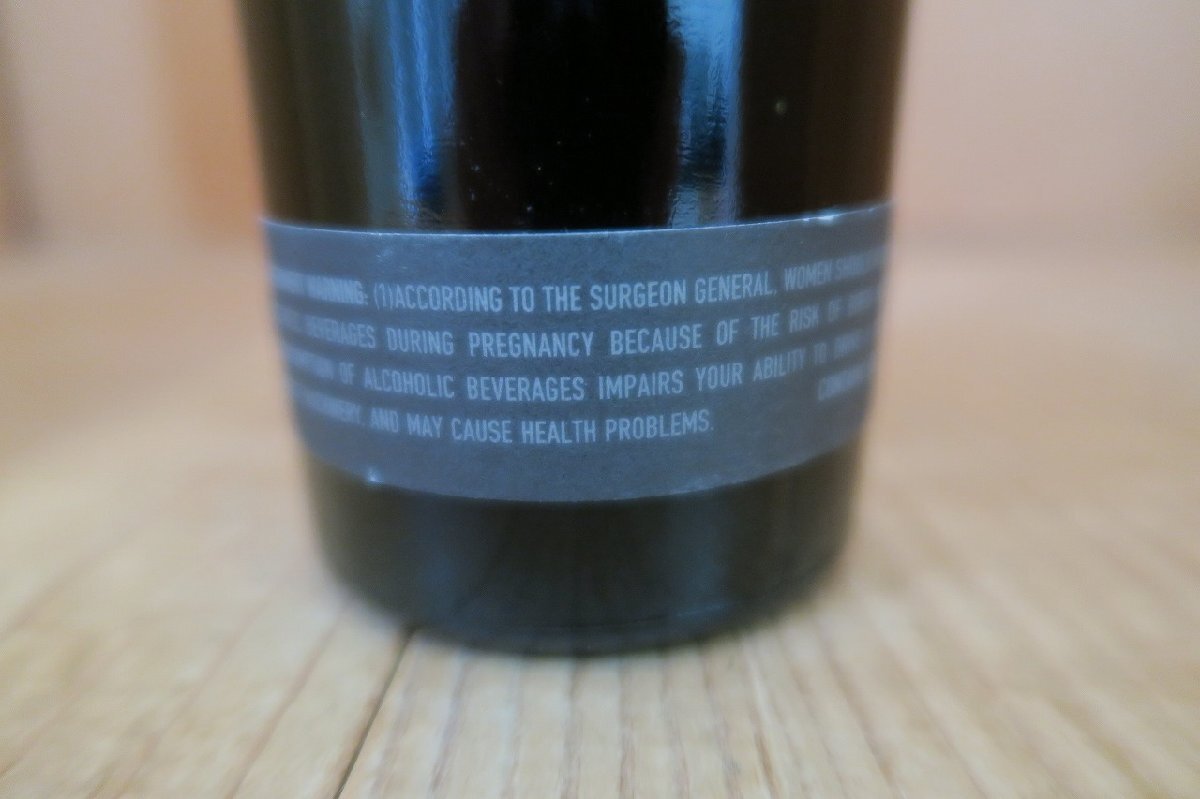 WARNING: (1)ACCORDING TO THE SURGEON GENERAL, WOMEN SHOULD
BEVERAGES DURING PREGNANCY BECAUSE OF THE RISK OF
OF ALCOHOLIC BEVERAGES IMPAIRS YOUR ABILITY TO
AND MAY CAUSE HEALTH PROBLEMS.